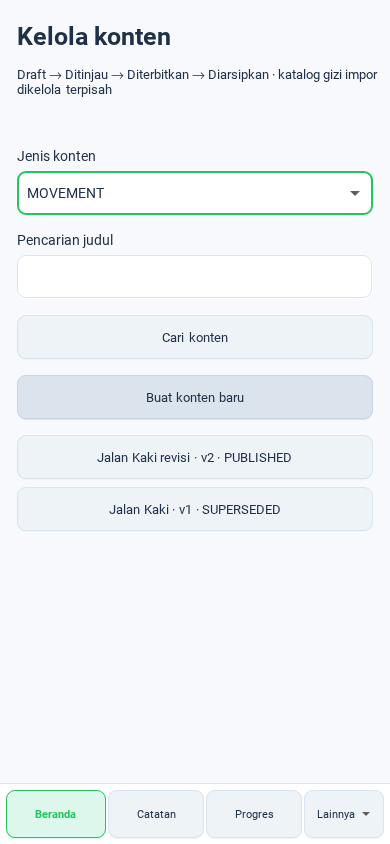 Kelola konten
Draft → Ditinjau → Diterbitkan → Diarsipkan · katalog gizi impor
dikelola terpisah
Jenis konten
MOVEMENT
Pencarian judul
Cari konten
Buat konten baru
Jalan Kaki revisi · v2 · PUBLISHED
Jalan Kaki · v1 · SUPERSEDED
Beranda
Catatan
Progres
Lainnya